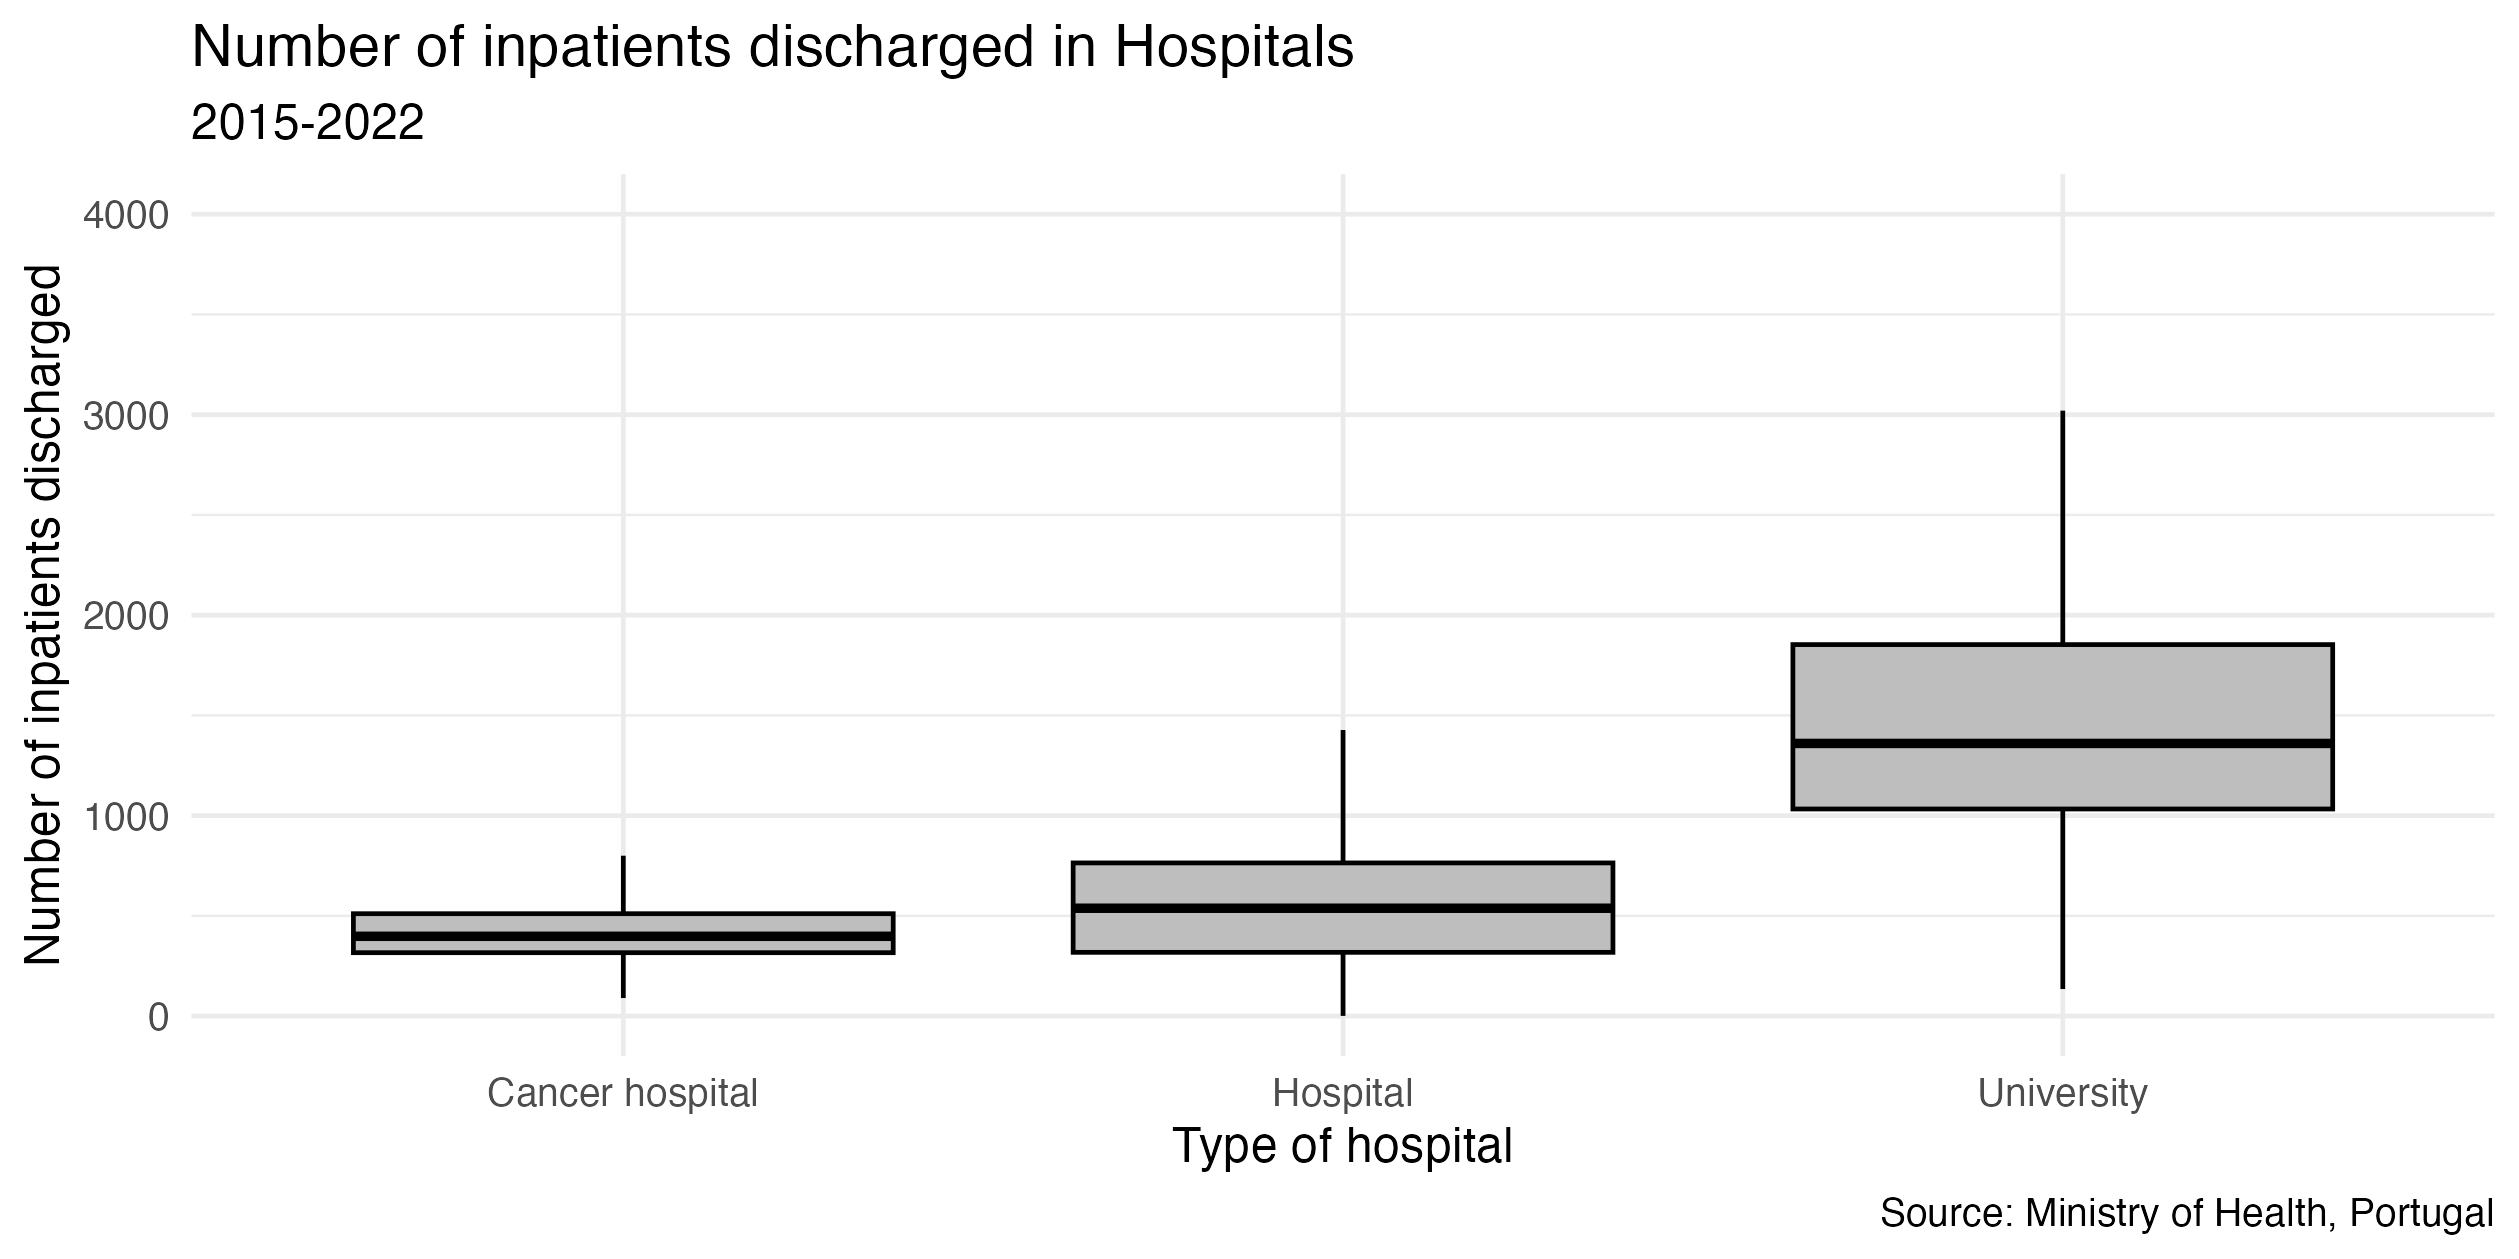 Number of inpatients discharged in Hospitals
2015-2022
Number of inpatients discharged
4000
3000
2000
1000
0
Cancer hospital
Hospital
University
Type of hospital
Source: Ministry of Health, Portugal